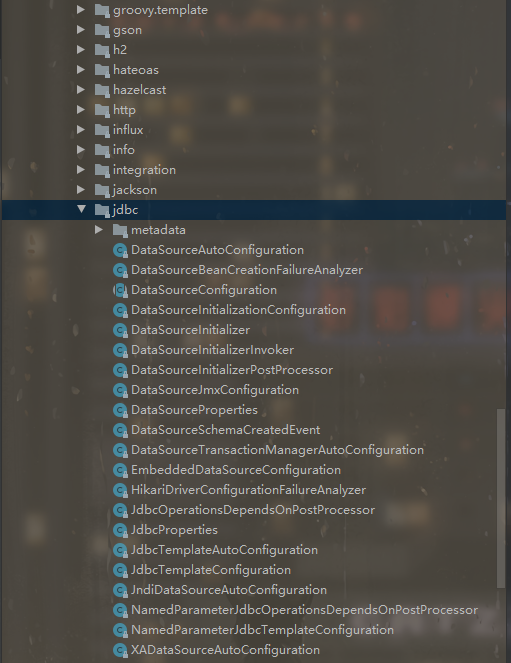 groovy.template
gson
h2
hateoas
hazelcast
http
influx
info
integration
jackson
jdbc
metadata
DataSourceAutoConfiguration
DataSourceBeanCreationFailureAnalyzer
DataSourceConfiguration
DataSourceInitializationConfiguration
DataSourceInitializer
DataSourceInitializerInvoker
DataSourceInitializerPostProcessor
DataSourceJmxConfiguration
DataSourceProperties
DataSourceSchemaCreatedEvent
DataSourceTransactionManagerAutoConfiguration
EmbeddedDataSourceConfiguration
HikariDriverConfigurationFailureAnalyzer
JdbcOperationsDependsOnPostProcessor
JdbcProperties
JdbcTemplateAutoConfiguration
JdbcTemplateConfiguration
JndiDataSourceAutoConfiguration
NamedParameterJdbcOperationsDependsOnPostProcessor
NamedParameterJdbcTemplateConfiguration
XADataSourceAutoConfiguration